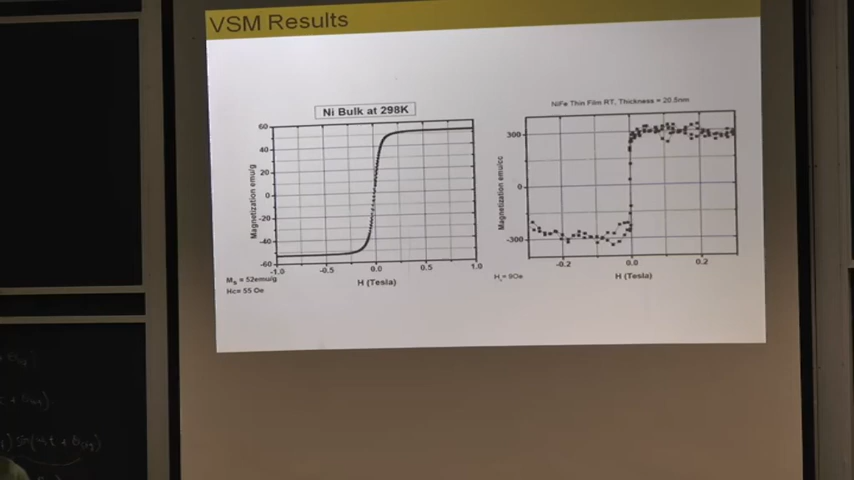 VSM Results
Ni Bulk at 298K
60
40
20
0
-20
-40
-60
Magnetization emu/g
-1.0 -0.5 0.0 0.5 1.0
H (Tesla)
Ms = 52emu/g
Hc= 55 Oe
NiFe Thin Film RT, Thickness = 20.5nm
300
0
-300
Magnetization emu/cc
-0.2 0.0 0.2
H (Tesla)